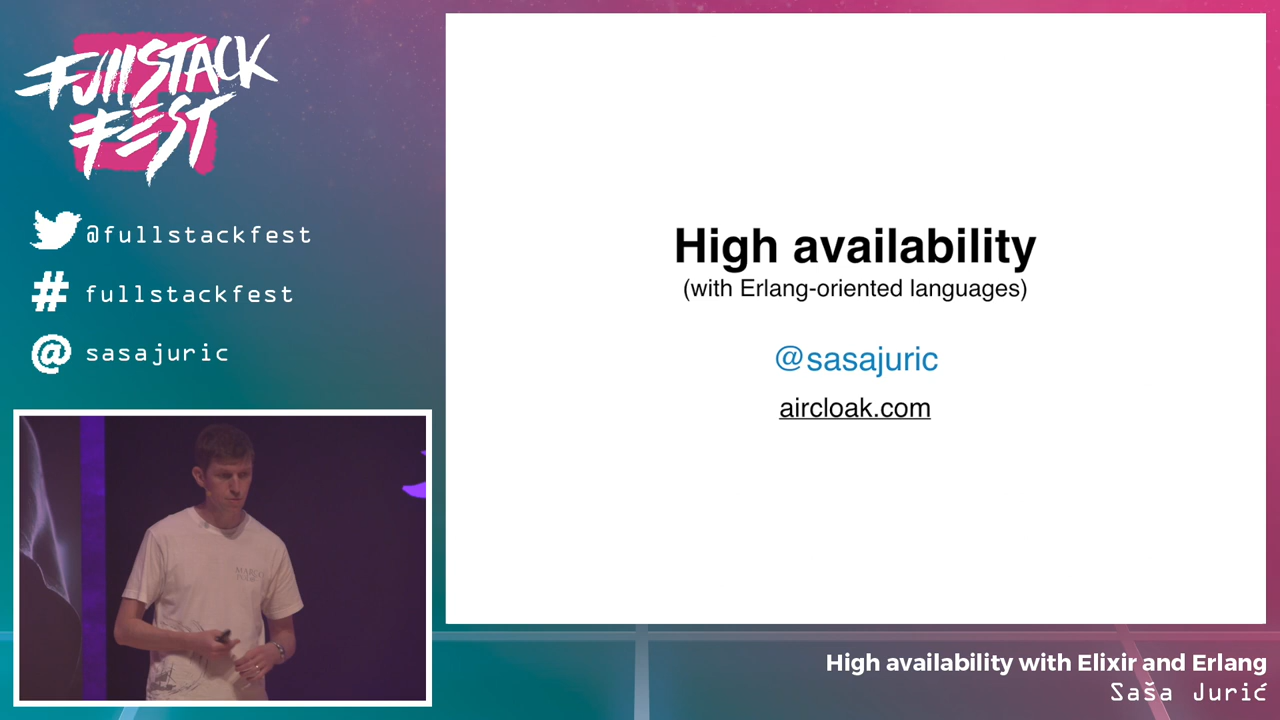 FullSTACK
FEST
@fullstackfest
# fullstackfest
@ sasajuric
High availability
(with Erlang-oriented languages)
@sasajuric
aircloak.com
High availability with Elixir and Erlang
Saša Jurić